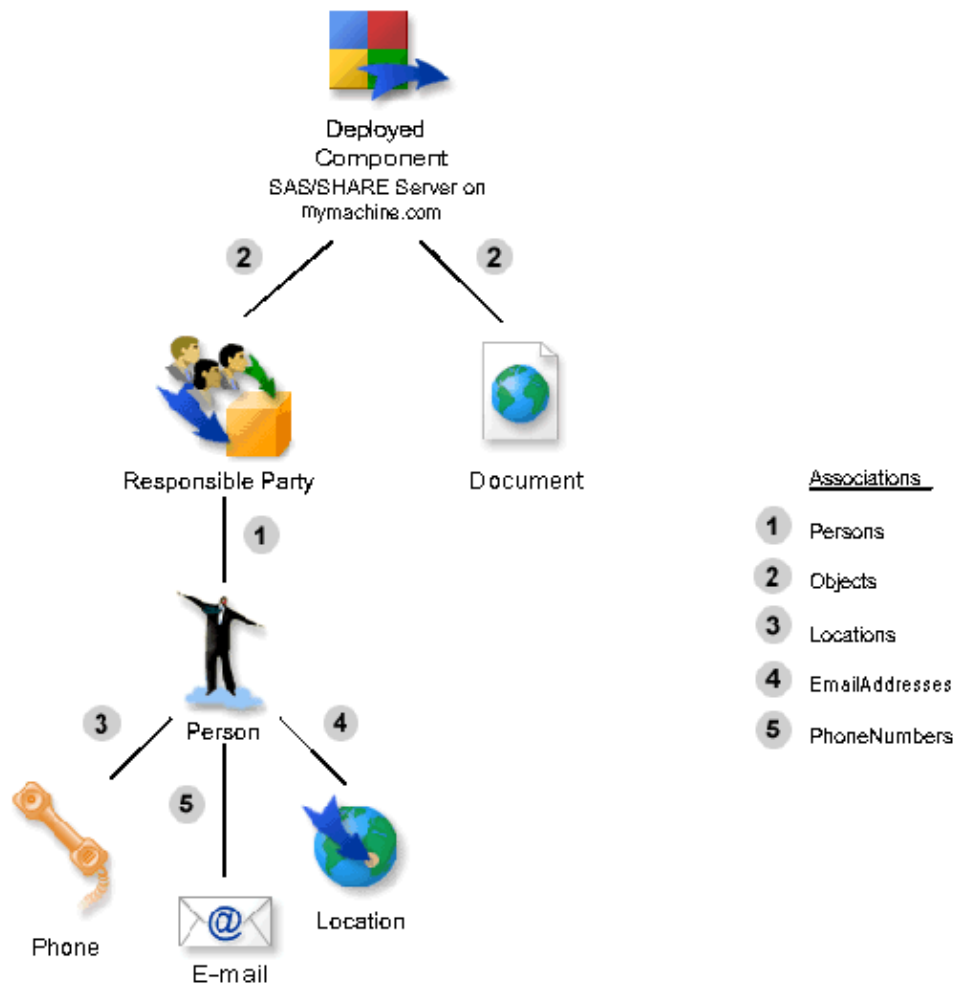 Deployed
Component
SAS/SHARE Server on
mymachine.com
2
2
Responsible Party
Document
1
Person
3
4
5
Phone
@
E-mail
Location
Associations
1 Persons
2 Objects
3 Locations
4 EmailAddresses
5 PhoneNumbers